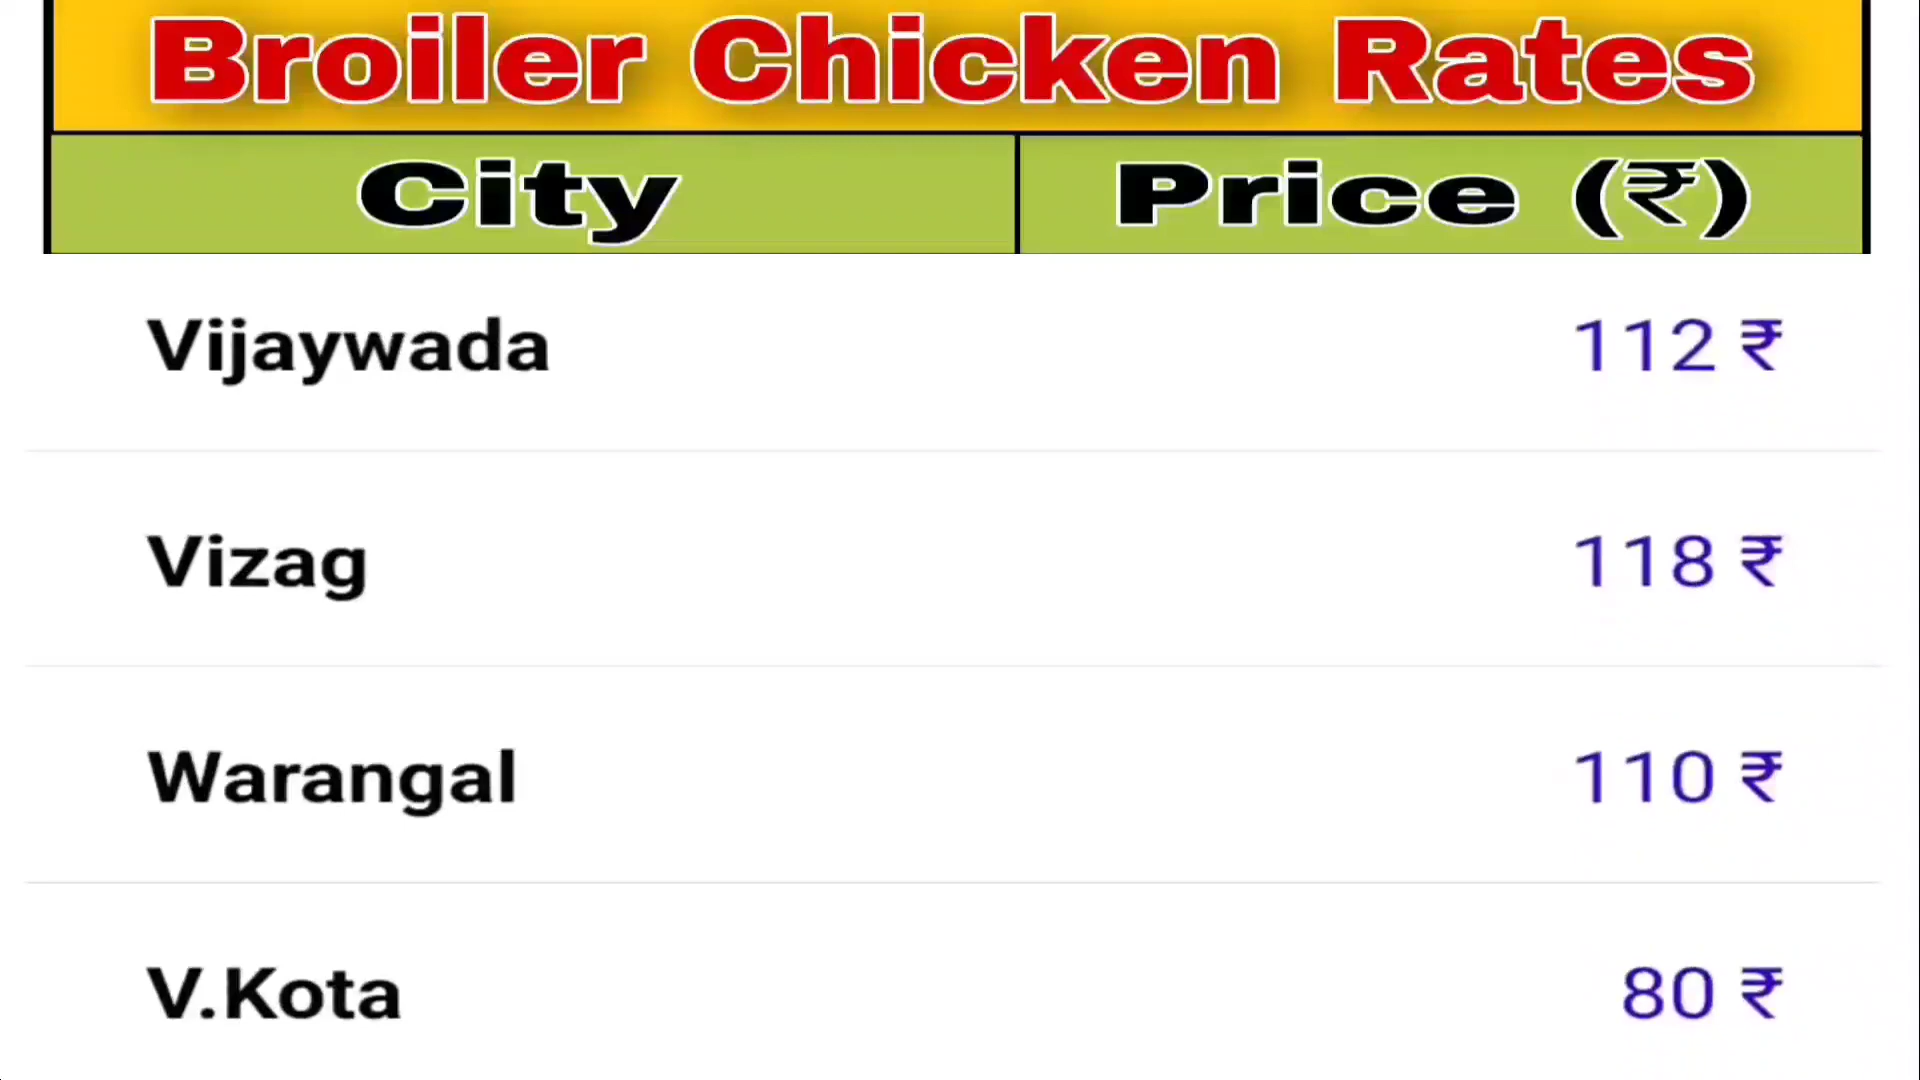 Broiler Chicken Rates
City Price (₹)
Vijaywada 112 ₹
Vizag 118 ₹
Warangal 110 ₹
V.Kota 80 ₹